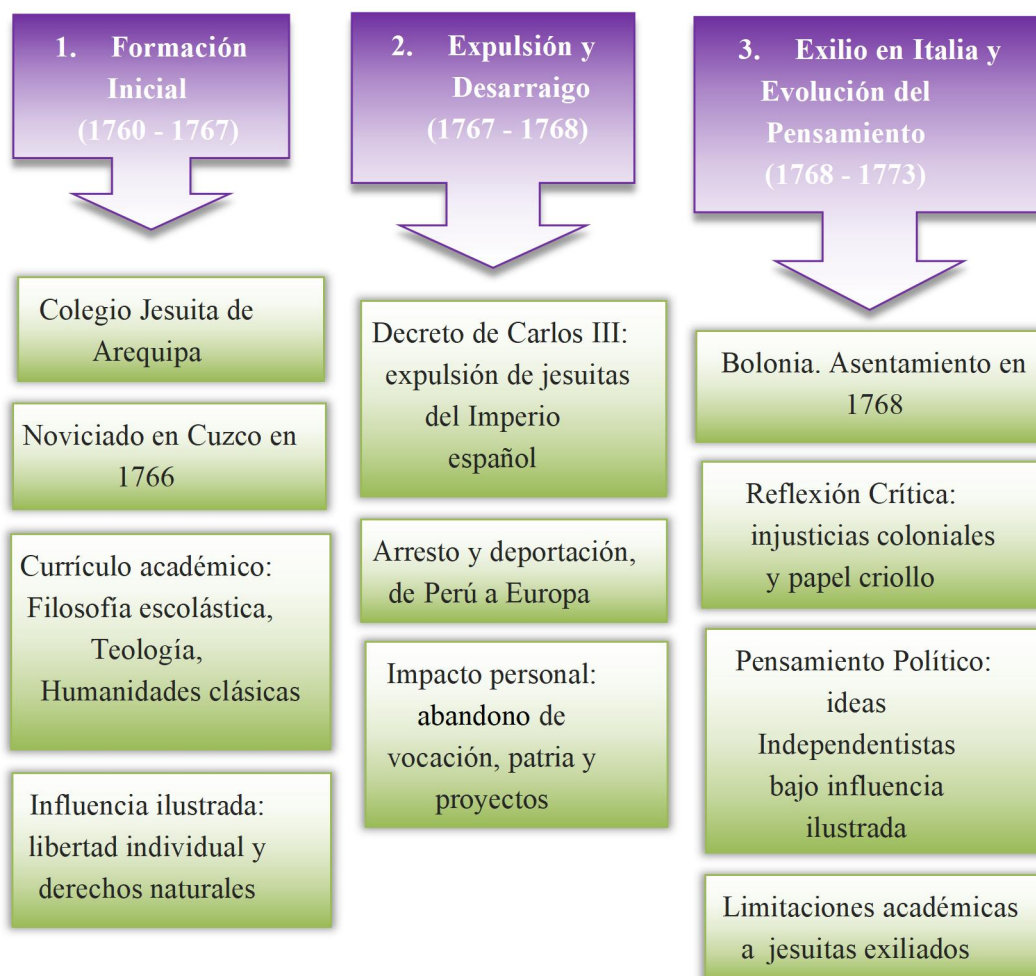 1. Formación
Inicial
(1760 - 1767)
Colegio Jesuita de
Arequipa
Noviciado en Cuzco en
1766
Currículo académico:
Filosofía escolástica,
Teología,
Humanidades clásicas
Influencia ilustrada:
libertad individual y
derechos naturales
2. Expulsión y
Desarraigo
(1767 - 1768)
Decreto de Carlos III:
expulsión de jesuitas
del Imperio
español
Arresto y deportación,
de Perú a Europa
Impacto personal:
abandono de
vocación, patria y
proyectos
3. Exilio en Italia y
Evolución del
Pensamiento
(1768 - 1773)
Bolonia. Asentamiento en
1768
Reflexión Crítica:
injusticias coloniales
y papel criollo
Pensamiento Político:
ideas
Independentistas
bajo influencia
ilustrada
Limitaciones académicas
a jesuitas exiliados